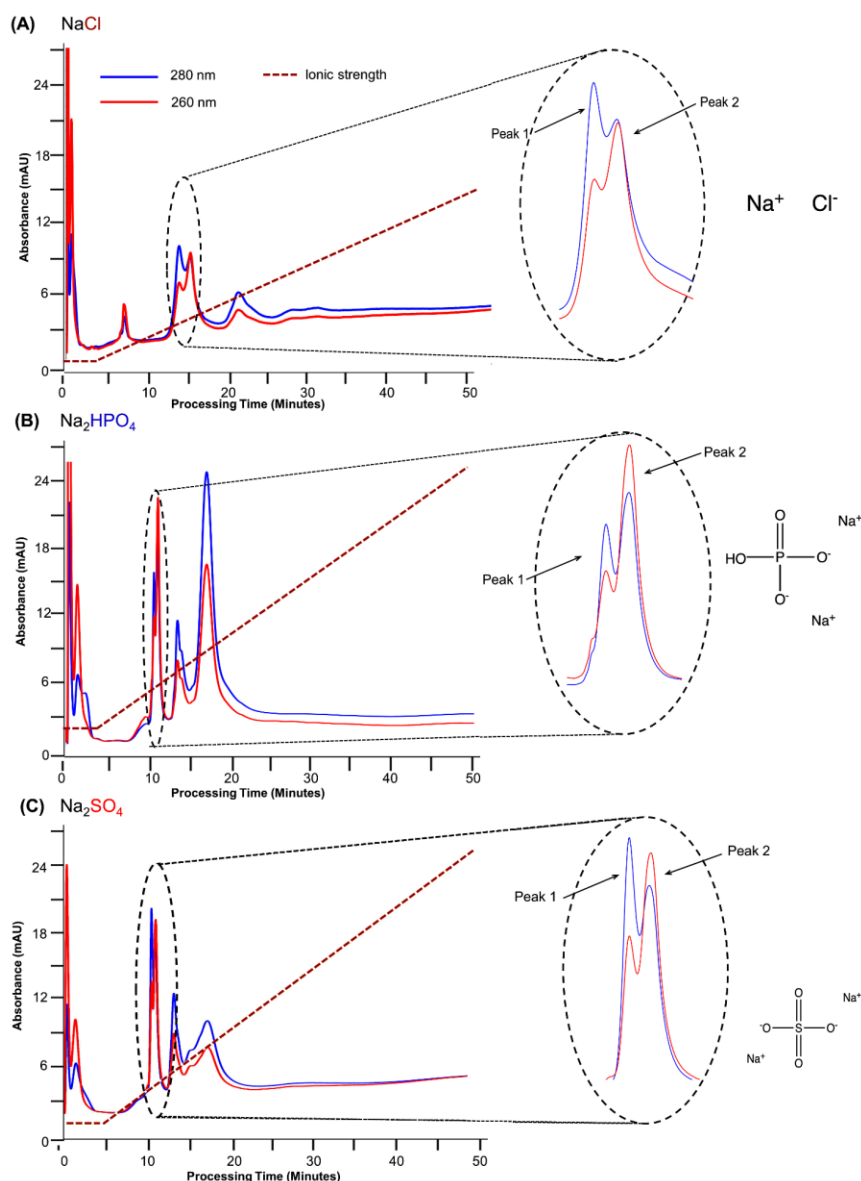 (A) NaCl
24
18
12
6
0
Absorbance (mAU)
280 nm
260 nm
Ionic strength
Peak 1
Peak 2
Na⁺ Cl⁻
0 10 20 30 40 50
Processing Time (Minutes)
(B) Na₂HPO₄
24
18
12
6
0
Absorbance (mAU)
Peak 2
Peak 1
O
HO P O⁻
O⁻
Na⁺
Na⁺
0 10 20 30 40 50
Processing Time (Minutes)
(C) Na₂SO₄
24
18
12
6
0
Absorbance (mAU)
Peak 1
Peak 2
O
⁻O S O⁻
O
Na⁺
Na⁺
0 10 20 30 40 50
Processing Time (Minutes)